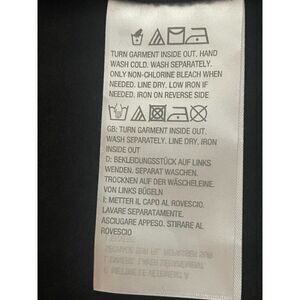 TURN GARMENT INSIDE OUT. HAND
WASH COLD. WASH SEPARATELY.
ONLY NON-CHLORINE BLEACH WHEN
NEEDED. LINE DRY. LOW IRON IF
NEEDED. IRON ON REVERSE SIDE
GB: TURN GARMENT INSIDE OUT.
WASH SEPARATELY. LINE DRY, IRON
INSIDE OUT
D: BEKLEIDUNGSSTÜCK AUF LINKS
WENDEN. SEPARAT WASCHEN.
TROCKNEN AUF DER WÄSCHELEINE.
VON LINKS BÜGELN
I: METTER IL CAPO AL ROVESCIO.
LAVARE SEPARATAMENTE.
ASCIUGARE APPESO. STIRARE AL
ROVESCIO